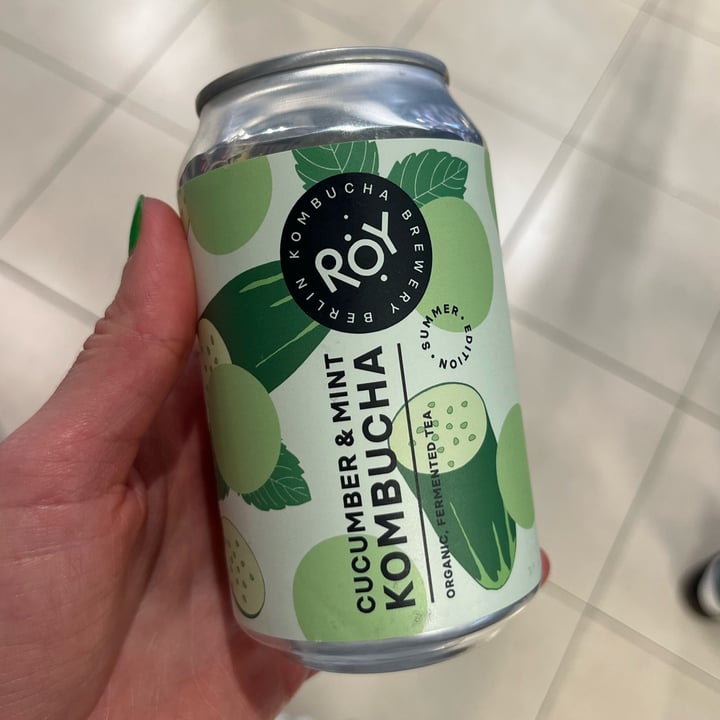 KOMBUCHA BREWERY BERLIN
RÖY
• SUMMER • EDITION
CUCUMBER & MINT
KOMBUCHA
ORGANIC, FERMENTED TEA